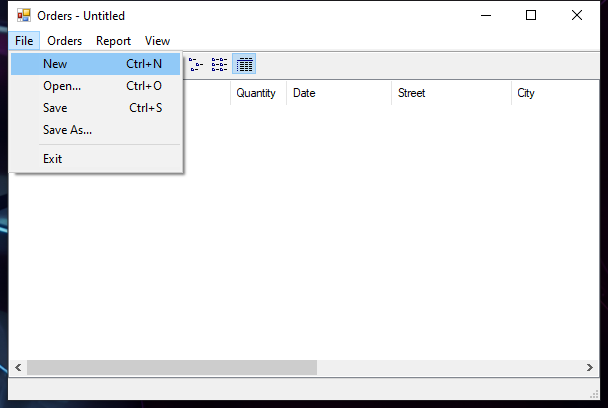 Orders - Untitled
File Orders Report View
New Ctrl+N
Open... Ctrl+O
Save Ctrl+S
Save As...
Exit
Quantity Date Street City